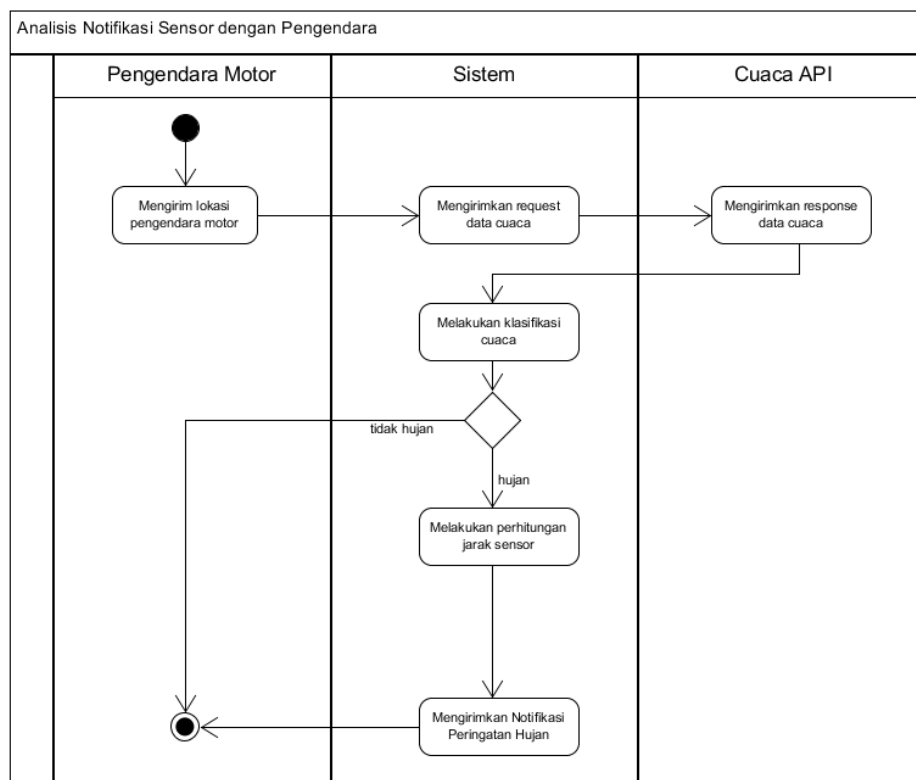 Analisis Notifikasi Sensor dengan Pengendara
Pengendara Motor
Sistem
Cuaca API
Mengirim lokasi
pengendara motor
Mengirimkan request
data cuaca
Mengirimkan response
data cuaca
Melakukan klasifikasi
cuaca
tidak hujan
hujan
Melakukan perhitungan
jarak sensor
Mengirimkan Notifikasi
Peringatan Hujan